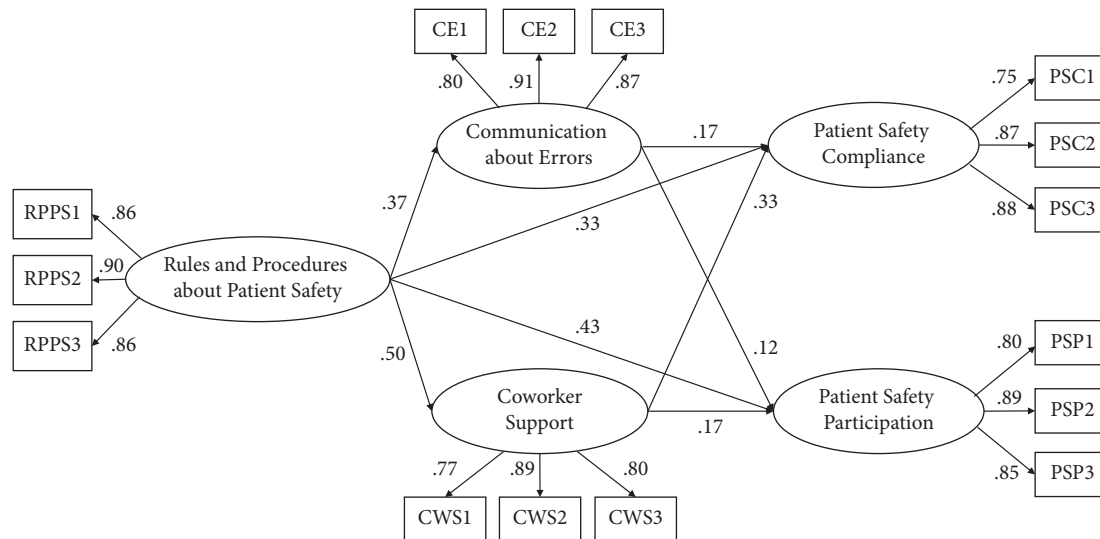 CE1
CE2
CE3
.80
.91
.87
Communication
about Errors
.17
Patient Safety
Compliance
.75
PSC1
.87
PSC2
.88
PSC3
RPPS1
.86
RPPS2
.90
RPPS3
.86
Rules and Procedures
about Patient Safety
.37
.33
.33
.43
.50
.12
Coworker
Support
.17
Patient Safety
Participation
.80
PSP1
.89
PSP2
.85
PSP3
.77
.89
.80
CWS1
CWS2
CWS3